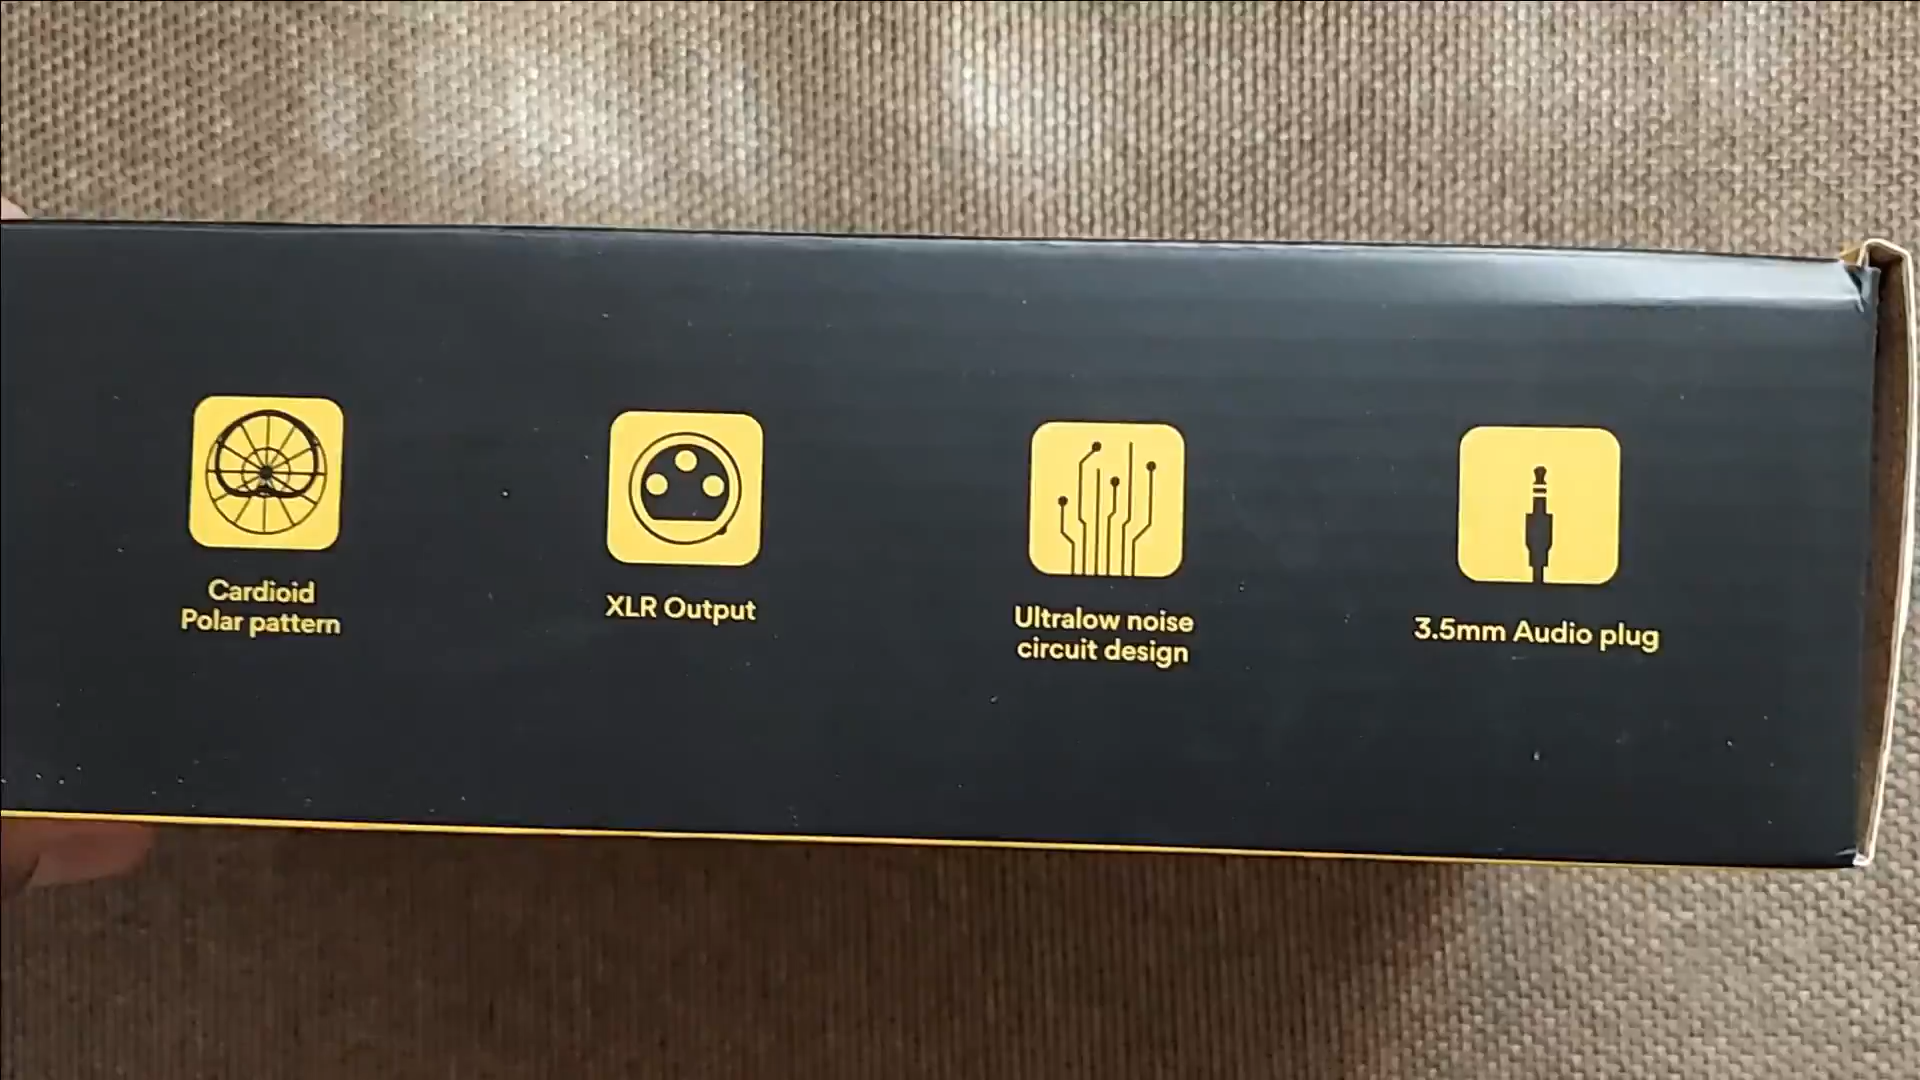 Cardioid
Polar pattern
XLR Output
Ultralow noise
circuit design
3.5mm Audio plug